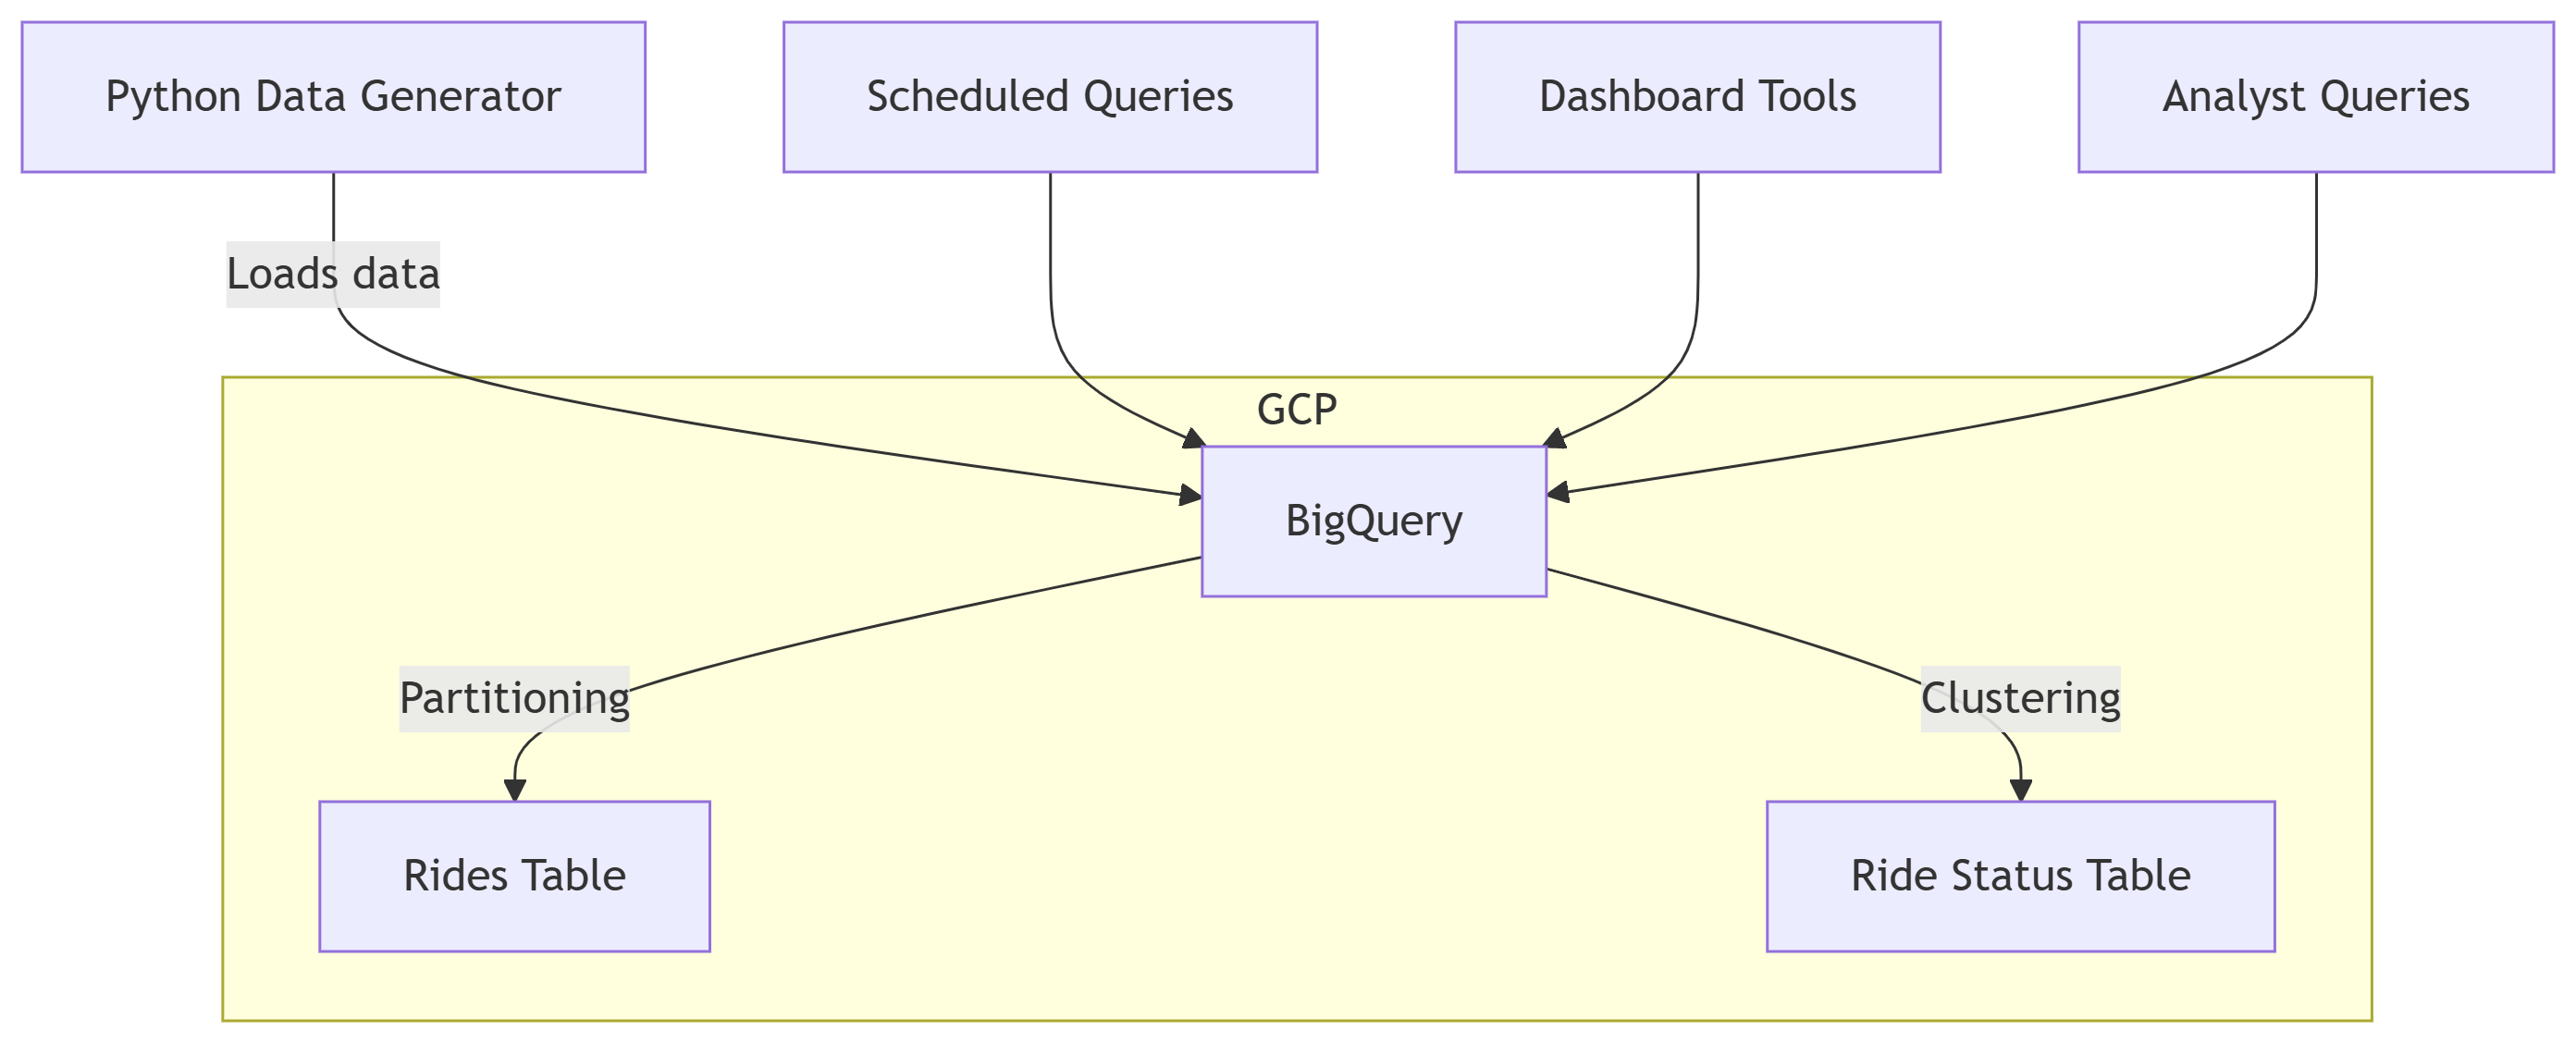 Python Data Generator
Scheduled Queries
Dashboard Tools
Analyst Queries
Loads data
GCP
BigQuery
Partitioning
Clustering
Rides Table
Ride Status Table